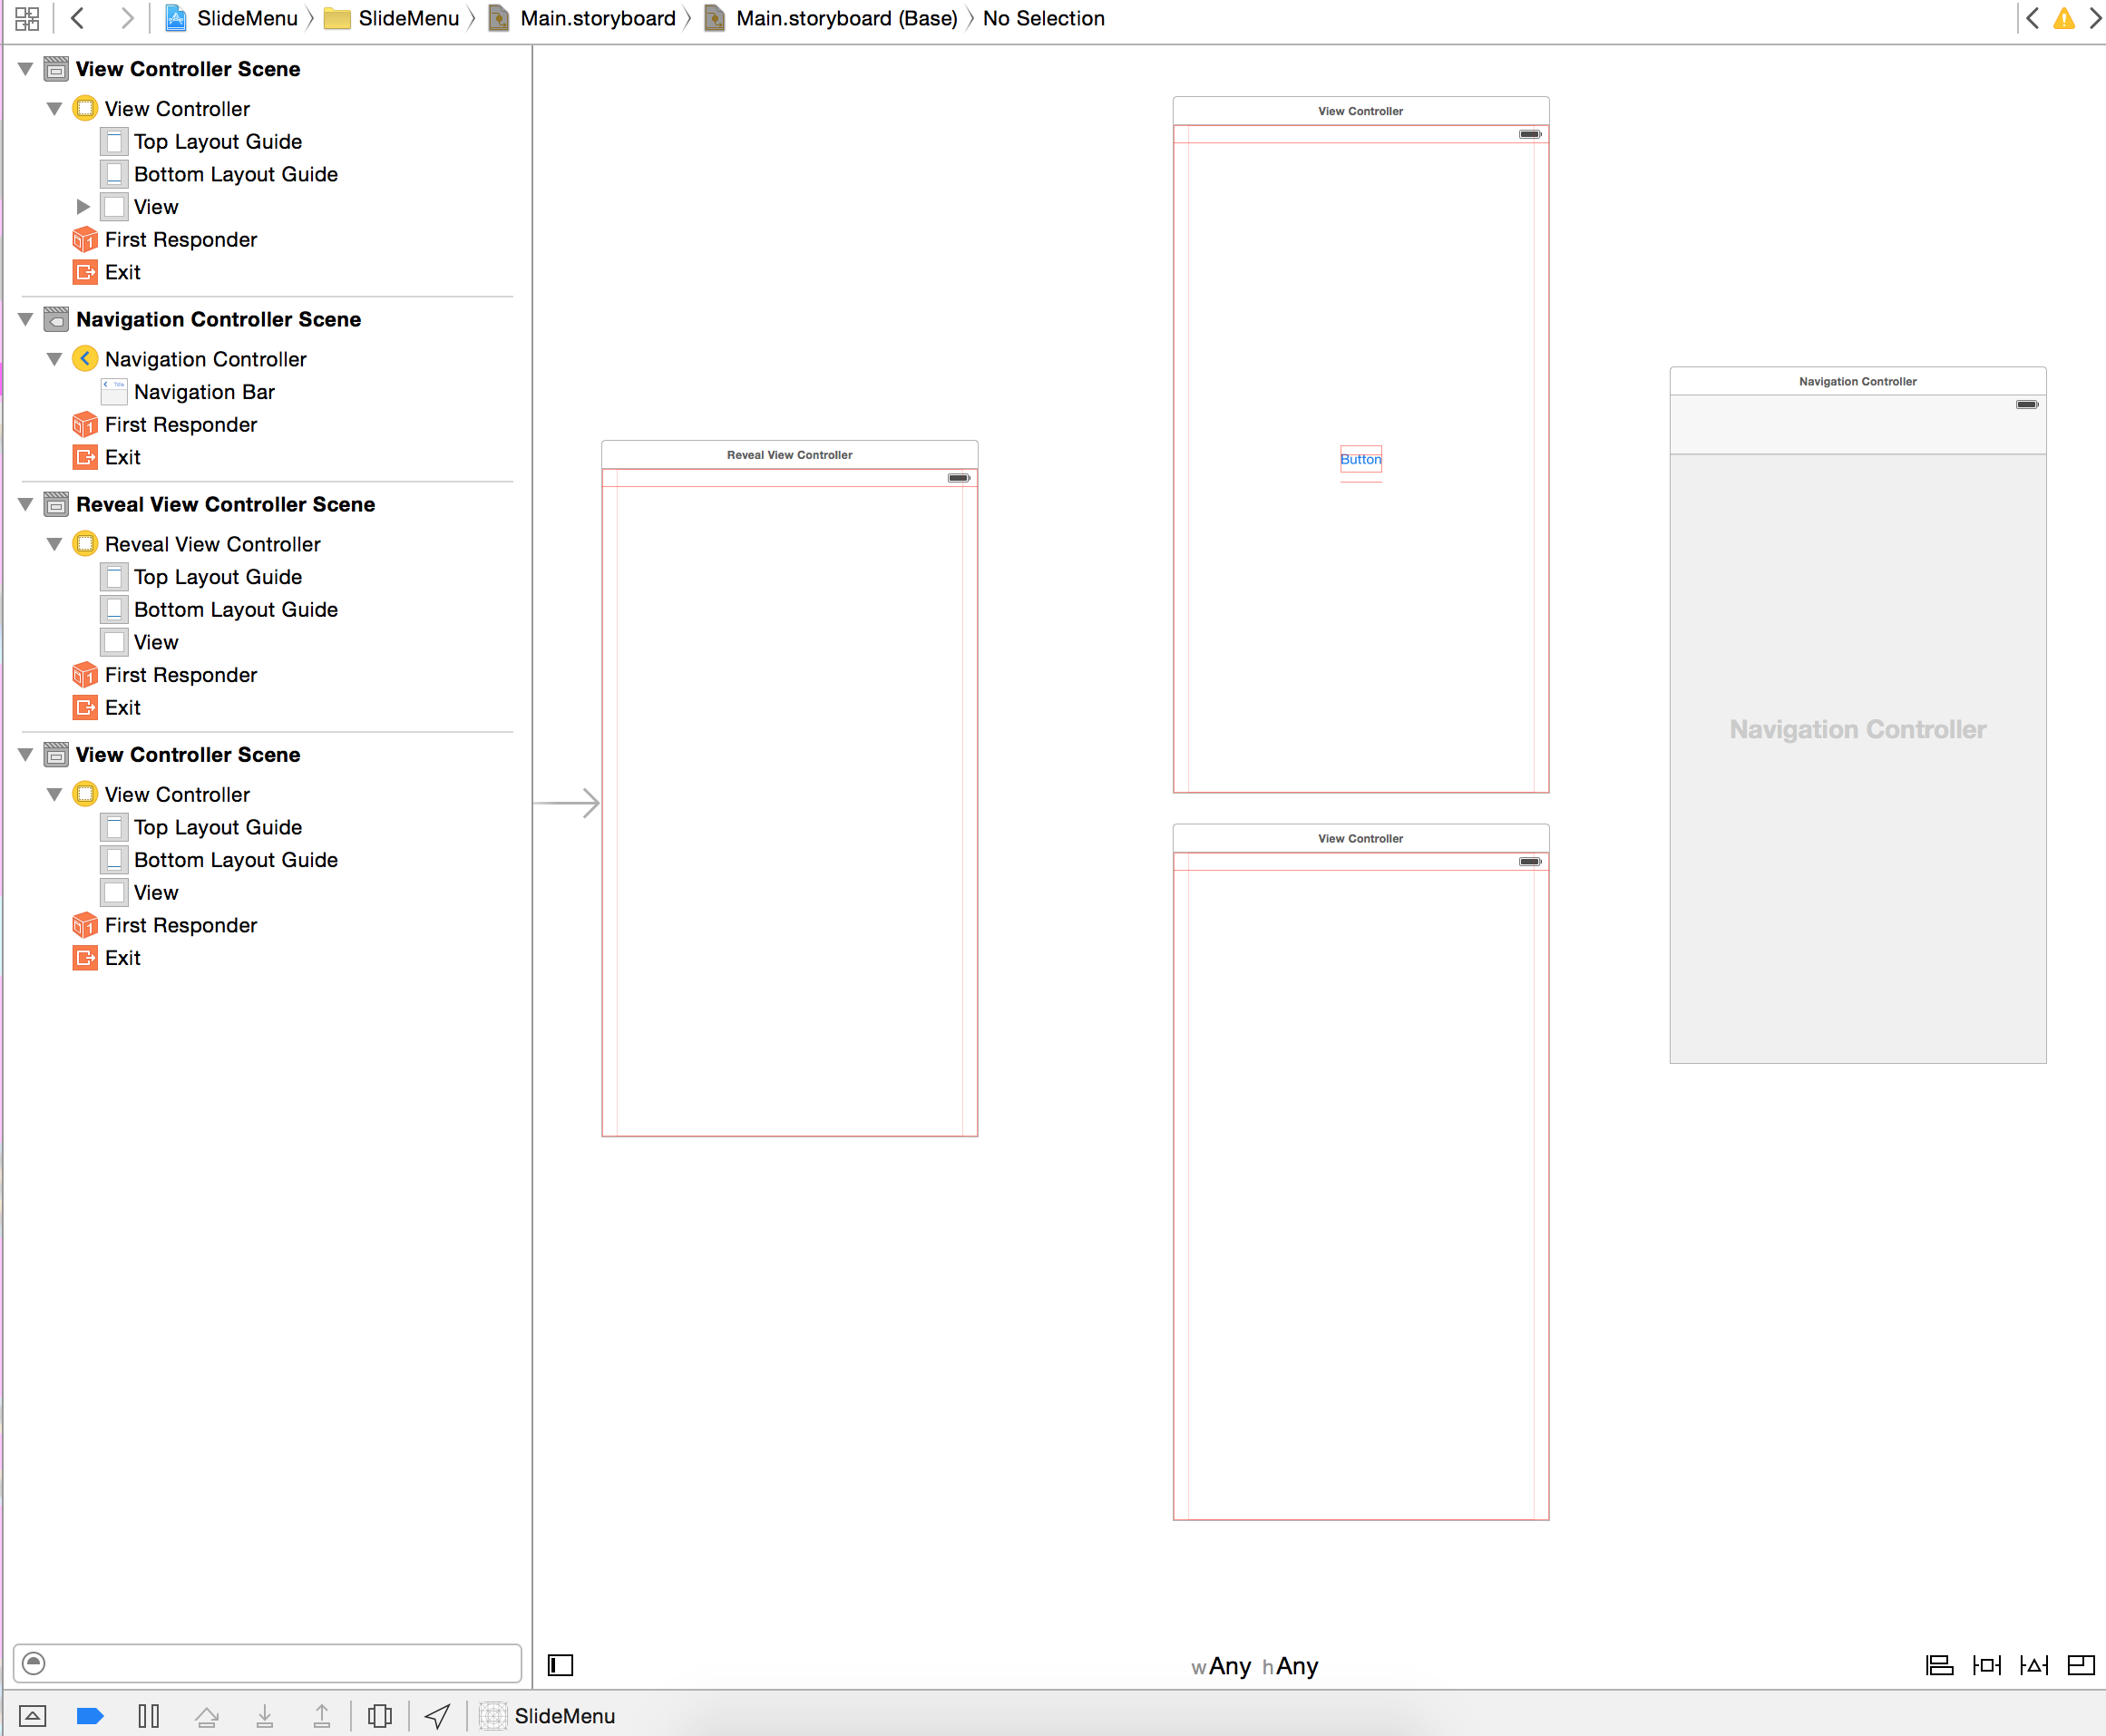 SlideMenu SlideMenu Main.storyboard Main.storyboard (Base) No Selection
View Controller Scene
View Controller
Top Layout Guide
Bottom Layout Guide
View
First Responder
Exit
Navigation Controller Scene
Navigation Controller
Navigation Bar
First Responder
Exit
Reveal View Controller Scene
Reveal View Controller
Top Layout Guide
Bottom Layout Guide
View
First Responder
Exit
View Controller Scene
View Controller
Top Layout Guide
Bottom Layout Guide
View
First Responder
Exit
Reveal View Controller
View Controller
Button
View Controller
Navigation Controller
Navigation Controller
wAny hAny
SlideMenu